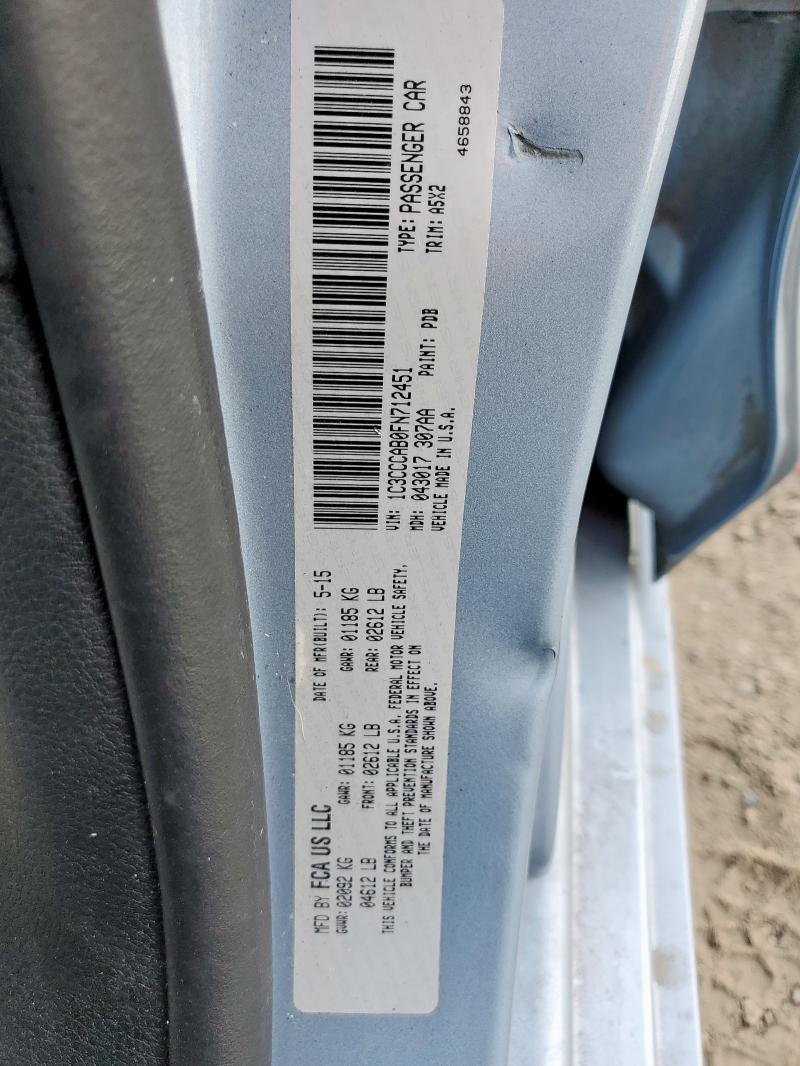 MFD BY FCA US LLC
DATE OF MFR(BUILT): 5-15
GVWR: 02092 KG
GAWR: 01185 KG
GAWR: 01185 KG
04612 LB
FRONT: 02612 LB
REAR: 02612 LB
THIS VEHICLE CONFORMS TO ALL APPLICABLE U.S.A. FEDERAL MOTOR VEHICLE SAFETY,
BUMPER AND THEFT PREVENTION STANDARDS IN EFFECT ON
THE DATE OF MANUFACTURE SHOWN ABOVE.
VIN: 1C3CCCAB0FN712451
TYPE: PASSENGER CAR
MDH: 043017 307AA
PAINT: PDB
TRIM: A5X2
VEHICLE MADE IN U.S.A.
4658843